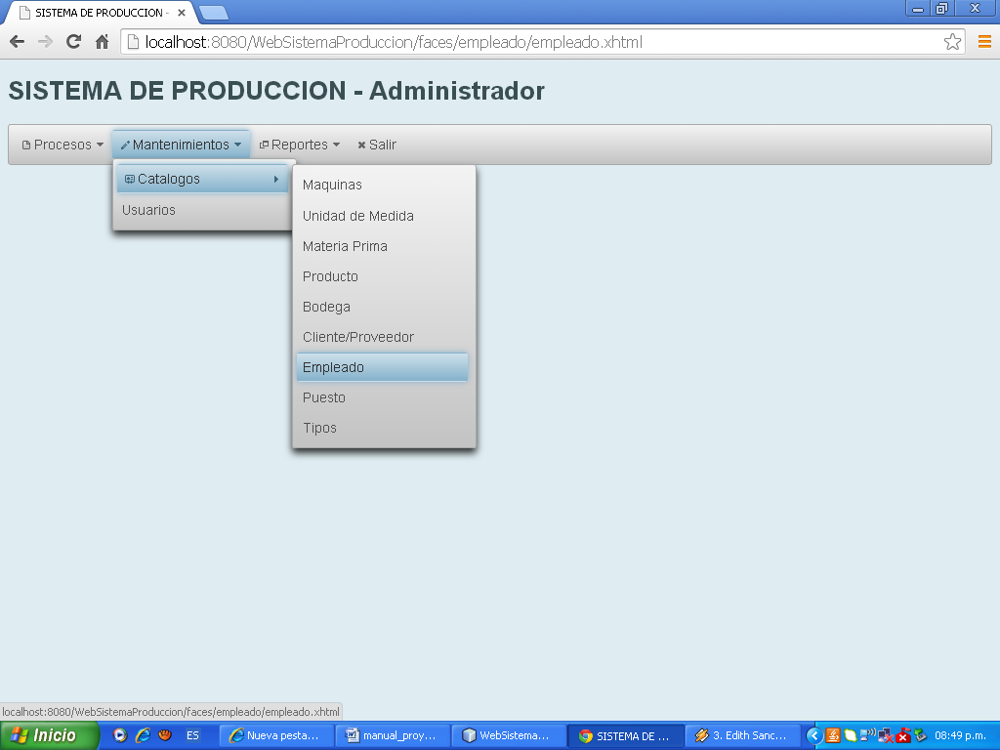 SISTEMA DE PRODUCCION -
localhost:8080/WebSistemaProduccion/faces/empleado/empleado.xhtml
SISTEMA DE PRODUCCION - Administrador
Procesos Mantenimientos Reportes Salir
Catalogos
Usuarios
Maquinas
Unidad de Medida
Materia Prima
Producto
Bodega
Cliente/Proveedor
Empleado
Puesto
Tipos
localhost:8080/WebSistemaProduccion/faces/empleado/empleado.xhtml
Inicio ES Nueva pesta... manual_proy... WebSistema... SISTEMA DE ... 3. Edith Sanc... 08:49 p.m.